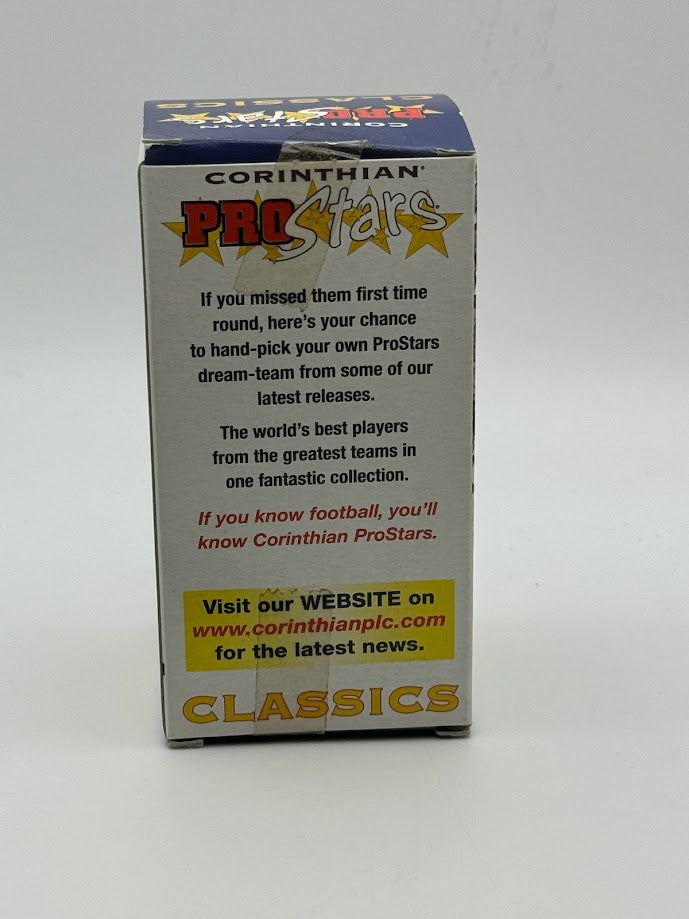 CLASSICS
PROStars
CORINTHIAN
CORINTHIAN®
PROStars®
If you missed them first time
round, here's your chance
to hand-pick your own ProStars
dream-team from some of our
latest releases.
The world's best players
from the greatest teams in
one fantastic collection.
If you know football, you'll
know Corinthian ProStars.
Visit our WEBSITE on
www.corinthianplc.com
for the latest news.
CLASSICS